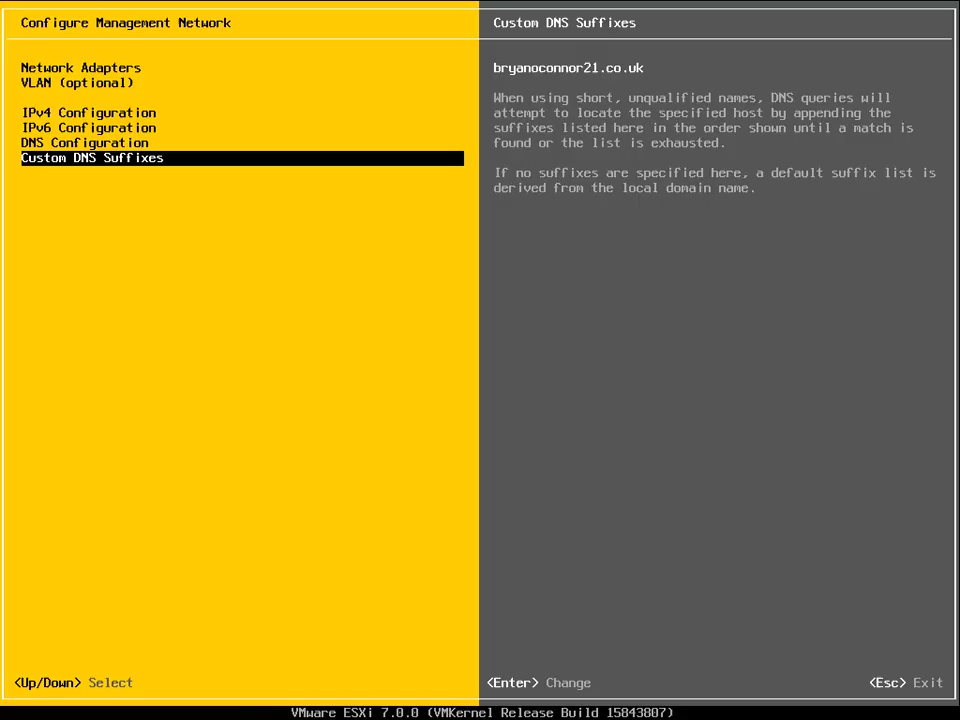 Configure Management Network
Network Adapters
VLAN (optional)
IPv4 Configuration
IPv6 Configuration
DNS Configuration
Custom DNS Suffixes
<Up/Down> Select
Custom DNS Suffixes
bryanoconnor21.co.uk
When using short, unqualified names, DNS queries will
attempt to locate the specified host by appending the
suffixes listed here in the order shown until a match is
found or the list is exhausted.
If no suffixes are specified here, a default suffix list is
derived from the local domain name.
<Enter> Change
<Esc> Exit
VMware ESXi 7.0.0 (VMKernel Release Build 15843807)